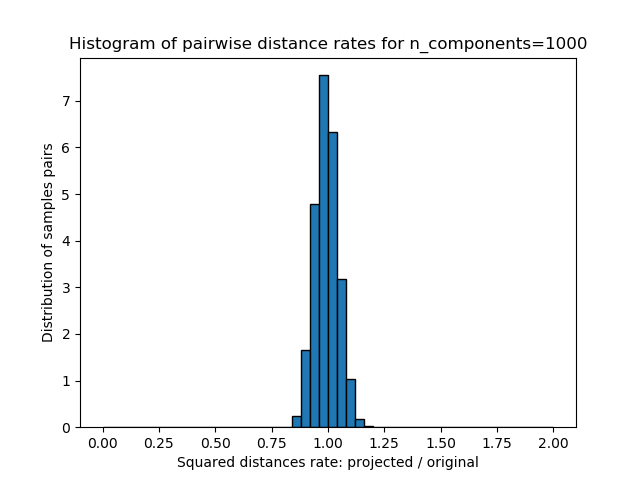 Histogram of pairwise distance rates for n_components=1000
Distribution of samples pairs
7
6
5
4
3
2
1
0
0.00 0.25 0.50 0.75 1.00 1.25 1.50 1.75 2.00
Squared distances rate: projected / original